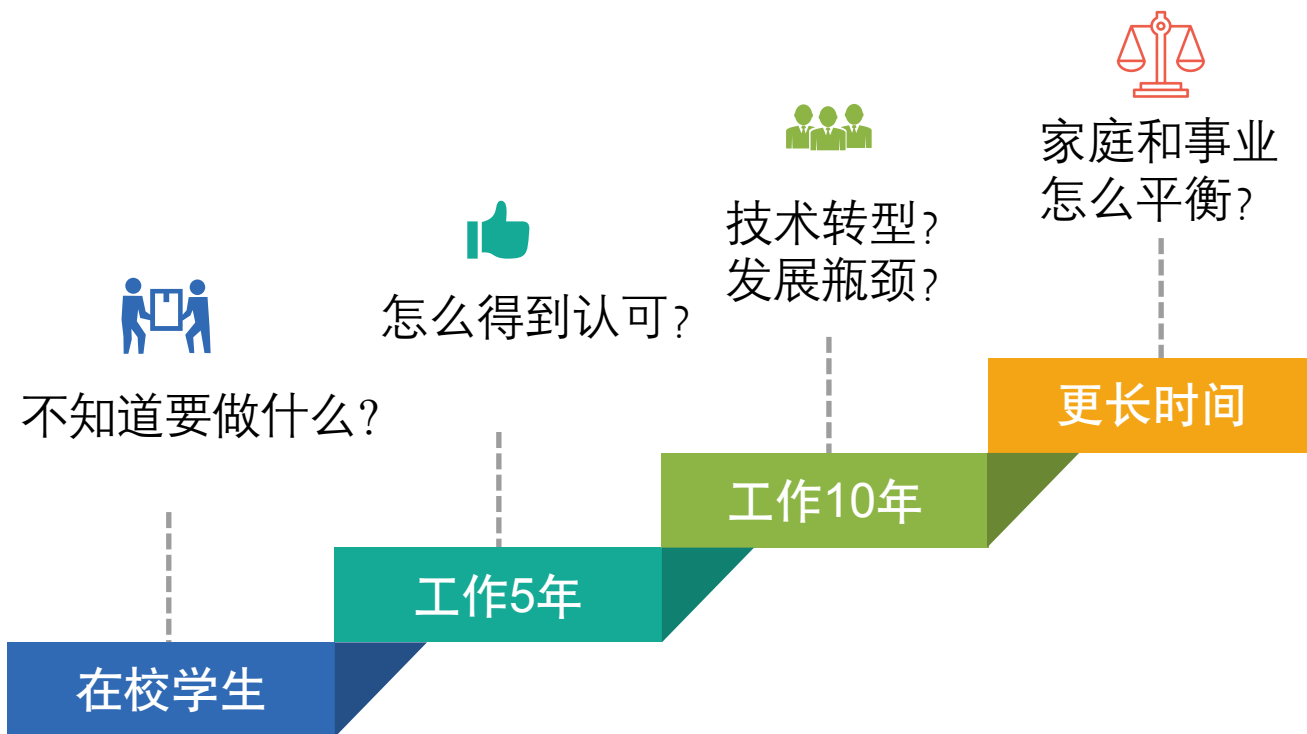 不知道要做什么？
在校学生
怎么得到认可？
工作5年
技术转型？
发展瓶颈？
工作10年
家庭和事业
怎么平衡？
更长时间